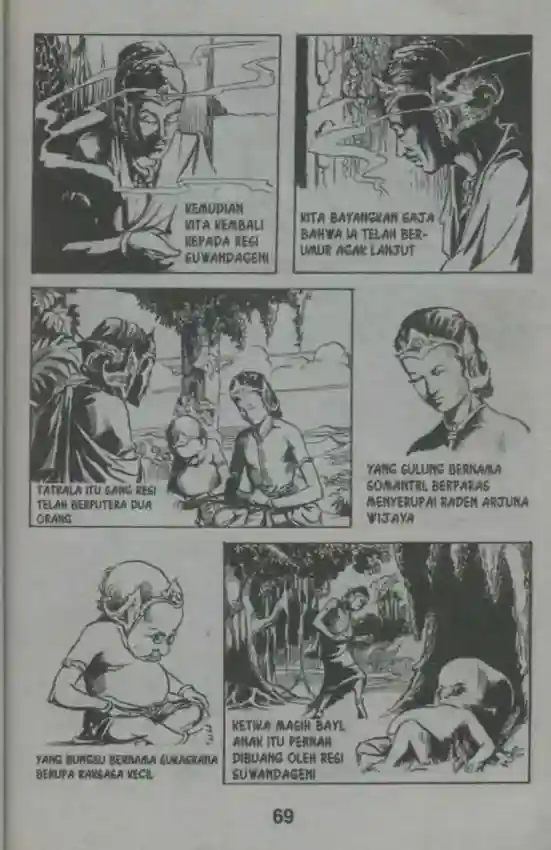 KEMUDIAN
KITA KEMBALI
KEPADA RESI
SUWANDAGENI
KITA BAYANGKAN SAJA
BAHWA IA TELAH BER-
UMUR AGAK LANJUT
TATKALA ITU SANG RESI
TELAH BERPUTERA DUA
ORANG
YANG SULUNG BERNAMA
SOMANTRI, BERPARAS
MENYERUPAI RADEN ARJUNA
WIJAYA
YANG BUNGSU BERNAMA SUKASRANA
BERUPA RAKSASA KECIL
KETIKA MASIH BAYI,
ANAK ITU PERNAH
DIBUANG OLEH RESI
SUWANDAGENI
69